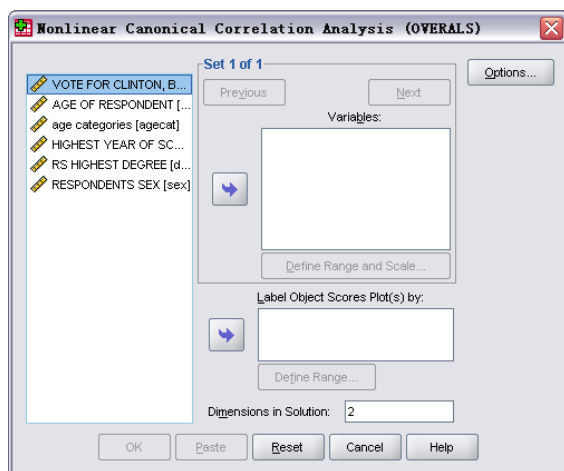 Nonlinear Canonical Correlation Analysis (OVERALS)
VOTE FOR CLINTON, B...
AGE OF RESPONDENT [...
age categories [agecat]
HIGHEST YEAR OF SC...
RS HIGHEST DEGREE [d...
RESPONDENTS SEX [sex]
Set 1 of 1
Previous
Next
Variables:
Define Range and Scale...
Label Object Scores Plot(s) by:
Define Range...
Dimensions in Solution:
2
Options...
OK
Paste
Reset
Cancel
Help